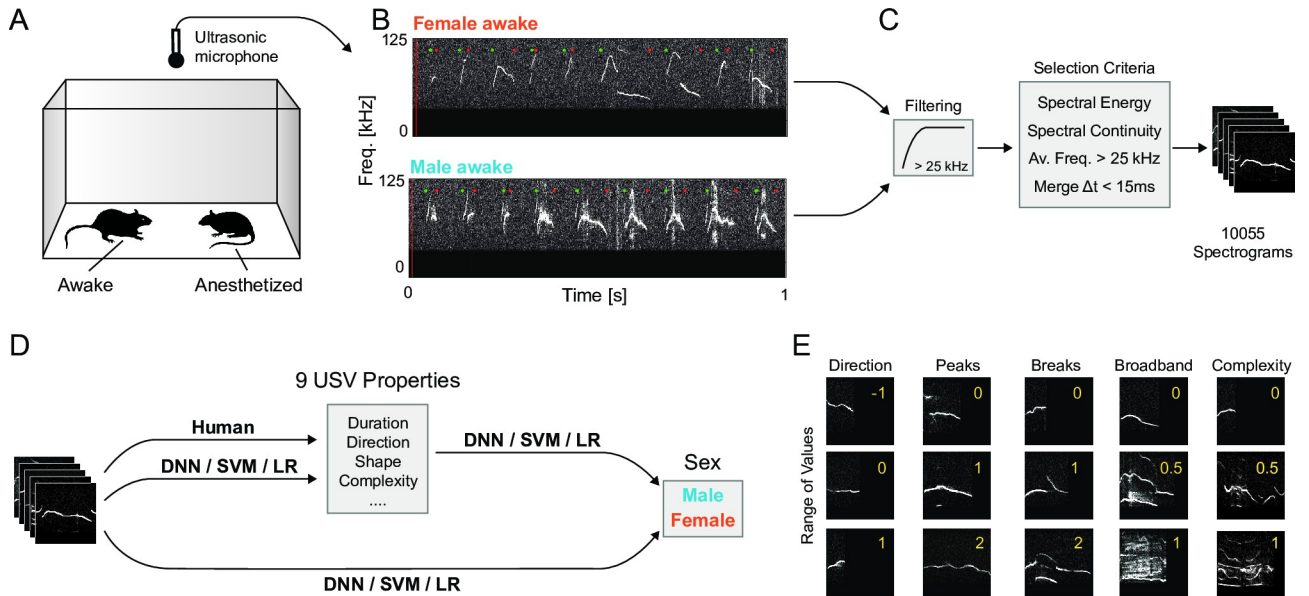 A
Ultrasonic
microphone
Awake
Anesthetized
B
Female awake
125
0
Freq. [kHz]
Male awake
125
0
0
Time [s]
1
C
Filtering
> 25 kHz
Selection Criteria
Spectral Energy
Spectral Continuity
Av. Freq. > 25 kHz
Merge Δt < 15ms
10055
Spectrograms
D
Human
DNN / SVM / LR
9 USV Properties
Duration
Direction
Shape
Complexity
....
DNN / SVM / LR
Sex
Male
Female
DNN / SVM / LR
E
Direction Peaks Breaks Broadband Complexity
Range of Values
-1 0 0 0 0
0 1 1 0.5 0.5
1 2 2 1 1